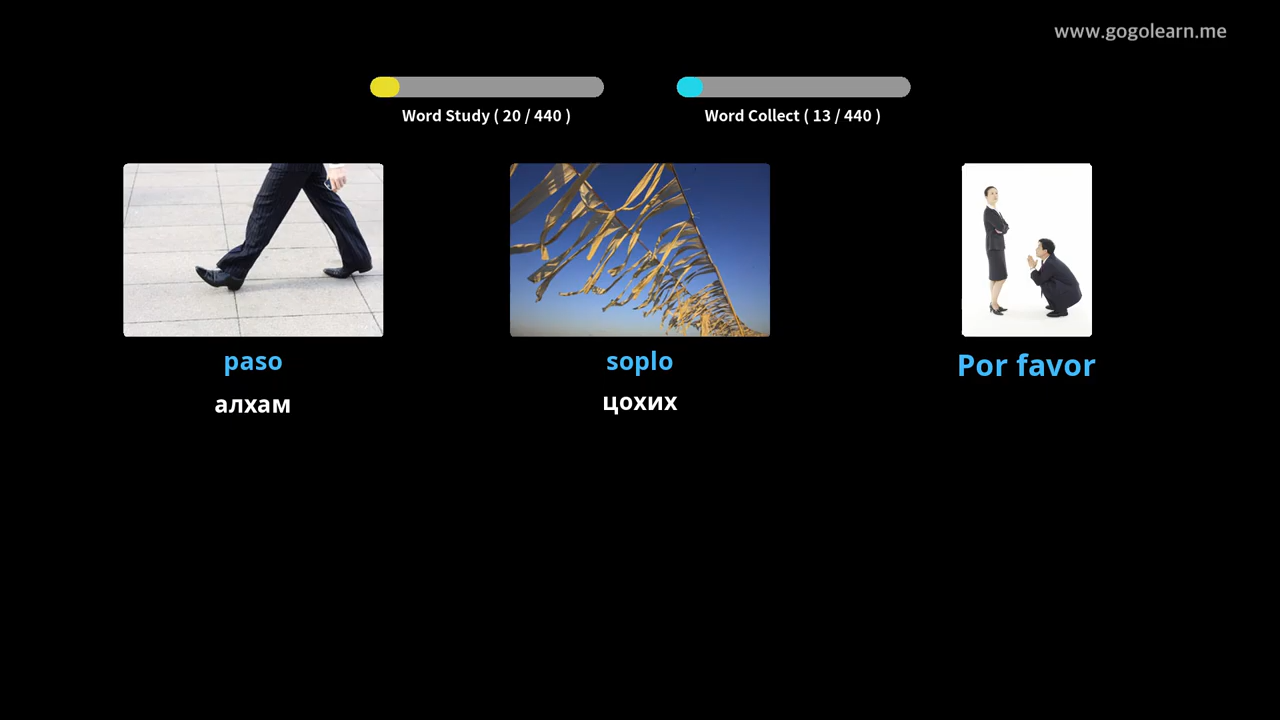 www.gogolearn.me
Word Study ( 20 / 440 )
Word Collect ( 13 / 440 )
paso
soplo
Por favor
алхам
цохих